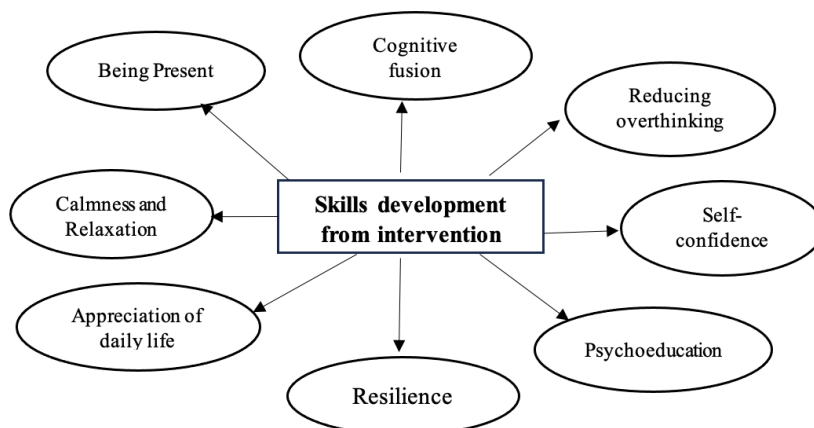 Cognitive
fusion
Being Present
Reducing
overthinking
Skills development
from intervention
Calmness and
Relaxation
Self-
confidence
Appreciation of
daily life
Psychoeducation
Resilience